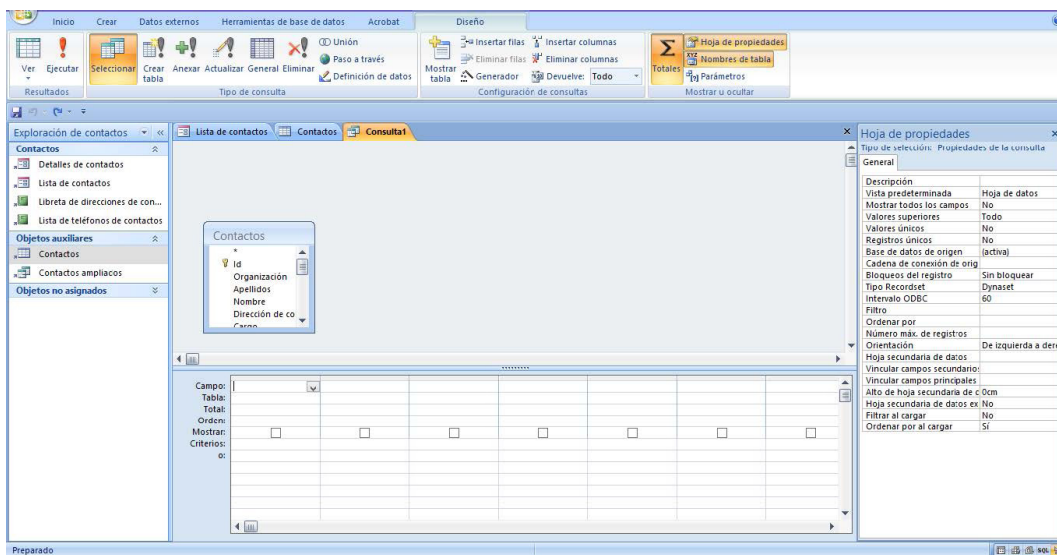 Inicio Crear Datos externos Herramientas de base de datos Acrobat Diseño
Ver Ejecutar Seleccionar Crear tabla Anexar Actualizar General Eliminar
Unión
Paso a través
Definición de datos
Mostrar tabla
Insertar filas Insertar columnas
Eliminar filas Eliminar columnas
Generador Devuelve: Todo
Totales
Hoja de propiedades
Nombres de tabla
Parámetros
Resultados Tipo de consulta Configuración de consultas Mostrar u ocultar
Exploración de contactos
Contactos
Detalles de contactos
Lista de contactos
Libreta de direcciones de con...
Lista de teléfonos de contactos
Objetos auxiliares
Contactos
Contactos ampliacos
Objetos no asignados
Lista de contactos Contactos Consulta1
Contactos
*
Id
Organización
Apellidos
Nombre
Dirección de co
Cargo
Campo:
Tabla:
Total:
Orden:
Mostrar:
Criterios:
o:
Hoja de propiedades
Tipo de selección: Propiedades de la consulta
General
Descripción
Vista predeterminada Hoja de datos
Mostrar todos los campos No
Valores superiores Todo
Valores únicos No
Registros únicos No
Base de datos de origen (activa)
Cadena de conexión de orig
Bloqueos del registro Sin bloquear
Tipo Recordset Dynaset
Intervalo ODBC 60
Filtro
Ordenar por
Número máx. de registros
Orientación De izquierda a dere
Hoja secundaria de datos
Vincular campos secundarios
Vincular campos principales
Alto de hoja secundaria de c 0cm
Hoja secundaria de datos ex No
Filtrar al cargar No
Ordenar por al cargar Sí
Preparado
SQL